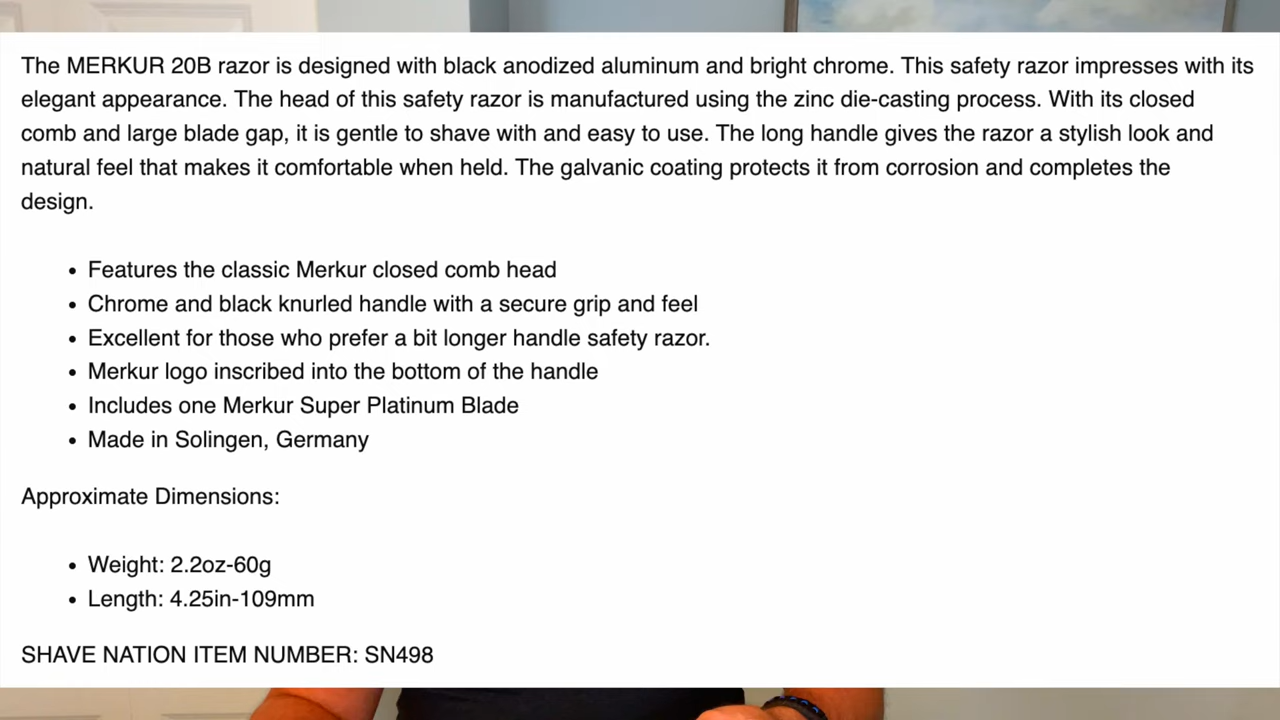 The MERKUR 20B razor is designed with black anodized aluminum and bright chrome. This safety razor impresses with its
elegant appearance. The head of this safety razor is manufactured using the zinc die-casting process. With its closed
comb and large blade gap, it is gentle to shave with and easy to use. The long handle gives the razor a stylish look and
natural feel that makes it comfortable when held. The galvanic coating protects it from corrosion and completes the
design.
• Features the classic Merkur closed comb head
• Chrome and black knurled handle with a secure grip and feel
• Excellent for those who prefer a bit longer handle safety razor.
• Merkur logo inscribed into the bottom of the handle
• Includes one Merkur Super Platinum Blade
• Made in Solingen, Germany
Approximate Dimensions:
• Weight: 2.2oz-60g
• Length: 4.25in-109mm
SHAVE NATION ITEM NUMBER: SN498